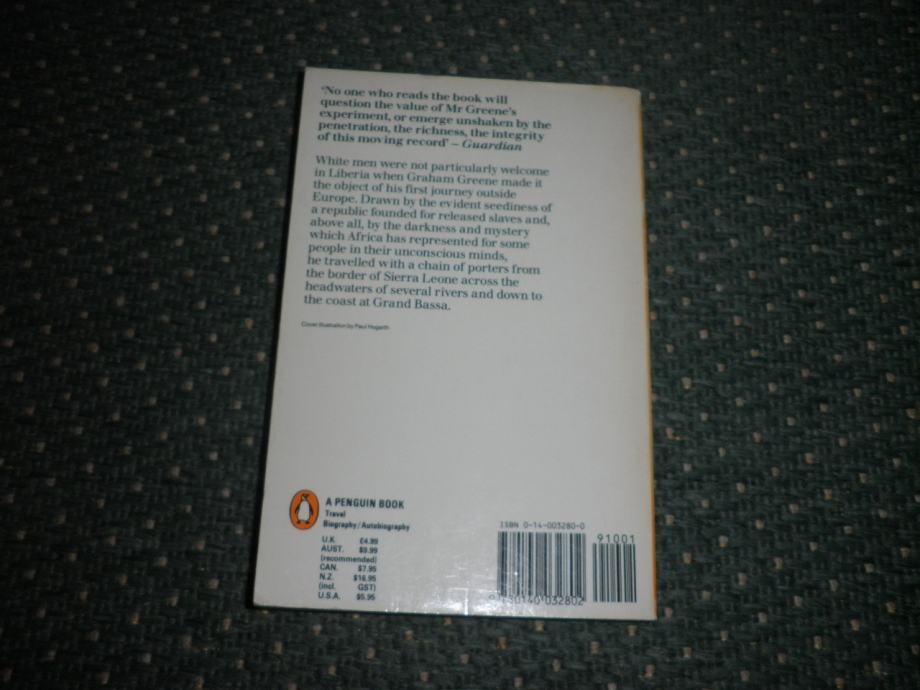 'No one who reads the book will
question the value of Mr Greene's
experiment, or emerge unshaken by the
penetration, the richness, the integrity
of this moving record' – Guardian
White men were not particularly welcome
in Liberia when Graham Greene made it
the object of his first journey outside
Europe. Drawn by the evident seediness of
a republic founded for released slaves and,
above all, by the darkness and mystery
which Africa has represented for some
people in their unconscious minds,
he travelled with a chain of porters from
the border of Sierra Leone across the
headwaters of several rivers and down to
the coast at Grand Bassa.
Cover illustration by Paul Hogarth
A PENGUIN BOOK
Travel
Biography/Autobiography
U.K. £4.99
AUST. $9.99
(recommended)
CAN. $7.95
N.Z. $16.95
(incl. GST)
U.S.A. $5.95
ISBN 0-14-003280-0
91001
9 780140 032802